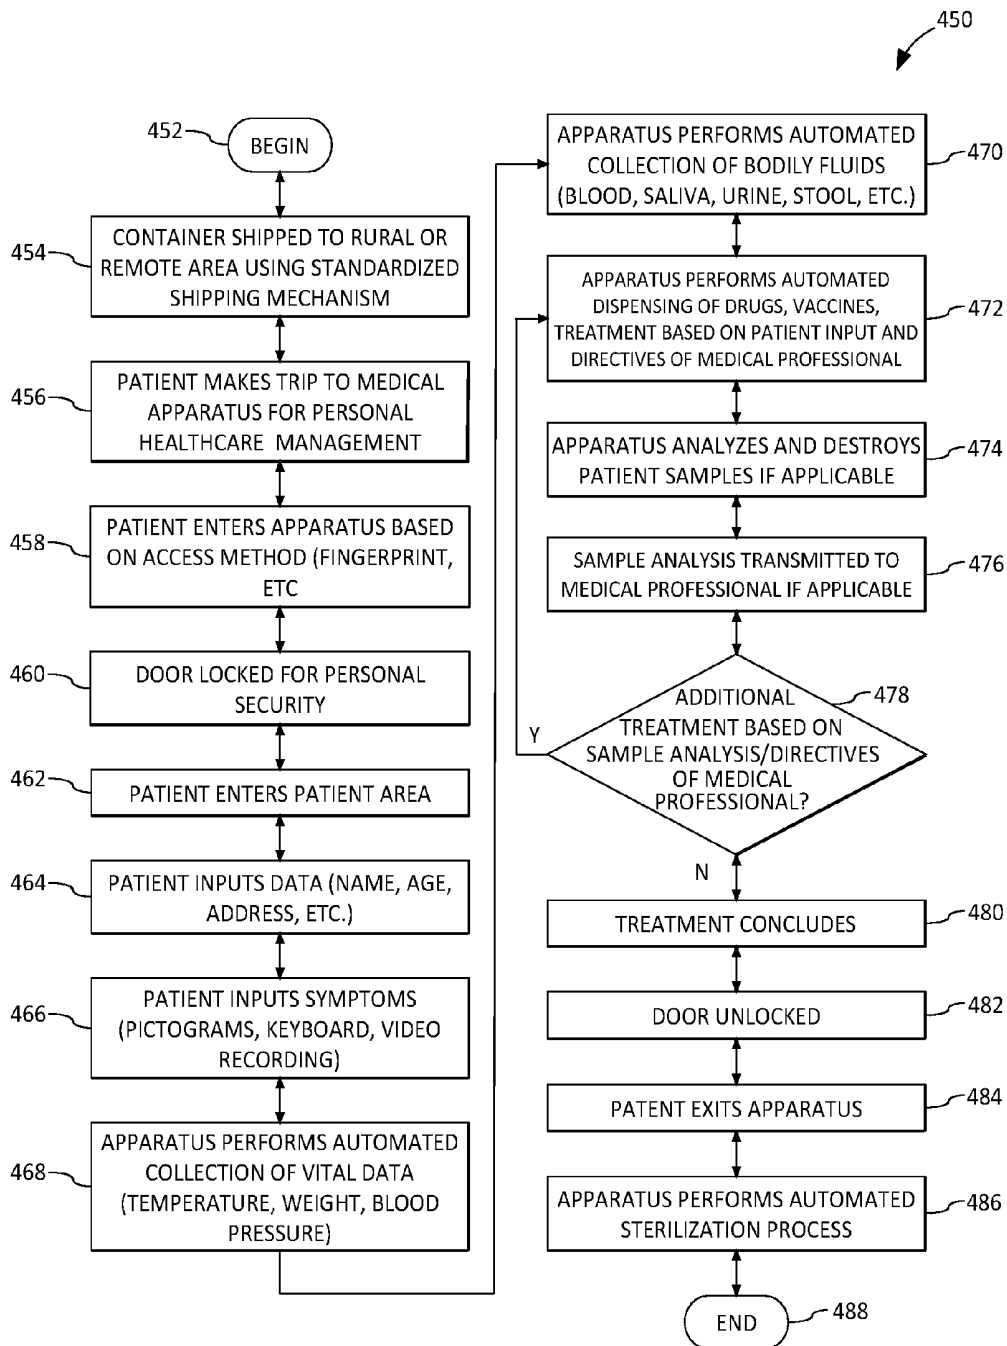 450
452
BEGIN
454
CONTAINER SHIPPED TO RURAL OR
REMOTE AREA USING STANDARDIZED
SHIPPING MECHANISM
456
PATIENT MAKES TRIP TO MEDICAL
APPARATUS FOR PERSONAL
HEALTHCARE MANAGEMENT
458
PATIENT ENTERS APPARATUS BASED
ON ACCESS METHOD (FINGERPRINT,
ETC
460
DOOR LOCKED FOR PERSONAL
SECURITY
462
PATIENT ENTERS PATIENT AREA
464
PATIENT INPUTS DATA (NAME, AGE,
ADDRESS, ETC.)
466
PATIENT INPUTS SYMPTOMS
(PICTOGRAMS, KEYBOARD, VIDEO
RECORDING)
468
APPARATUS PERFORMS AUTOMATED
COLLECTION OF VITAL DATA
(TEMPERATURE, WEIGHT, BLOOD
PRESSURE)
APPARATUS PERFORMS AUTOMATED
COLLECTION OF BODILY FLUIDS
(BLOOD, SALIVA, URINE, STOOL, ETC.)
470
APPARATUS PERFORMS AUTOMATED
DISPENSING OF DRUGS, VACCINES,
TREATMENT BASED ON PATIENT INPUT AND
DIRECTIVES OF MEDICAL PROFESSIONAL
472
APPARATUS ANALYZES AND DESTROYS
PATIENT SAMPLES IF APPLICABLE
474
SAMPLE ANALYSIS TRANSMITTED TO
MEDICAL PROFESSIONAL IF APPLICABLE
476
ADDITIONAL
TREATMENT BASED ON
SAMPLE ANALYSIS/DIRECTIVES
OF MEDICAL
PROFESSIONAL?
478
Y
N
TREATMENT CONCLUDES
480
DOOR UNLOCKED
482
PATENT EXITS APPARATUS
484
APPARATUS PERFORMS AUTOMATED
STERILIZATION PROCESS
486
END
488